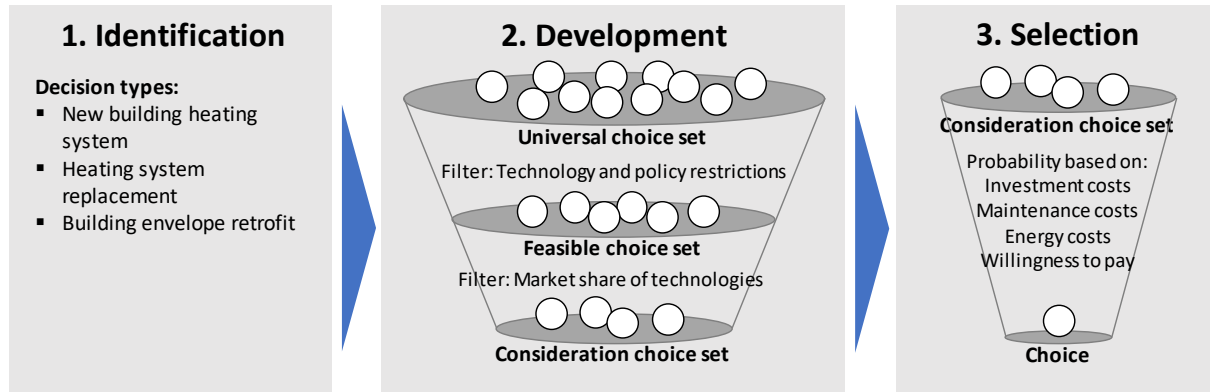 1. Identification
Decision types:
▪ New building heating
system
▪ Heating system
replacement
▪ Building envelope retrofit
2. Development
Universal choice set
Filter: Technology and policy restrictions
Feasible choice set
Filter: Market share of technologies
Consideration choice set
3. Selection
Consideration choice set
Probability based on:
Investment costs
Maintenance costs
Energy costs
Willingness to pay
Choice